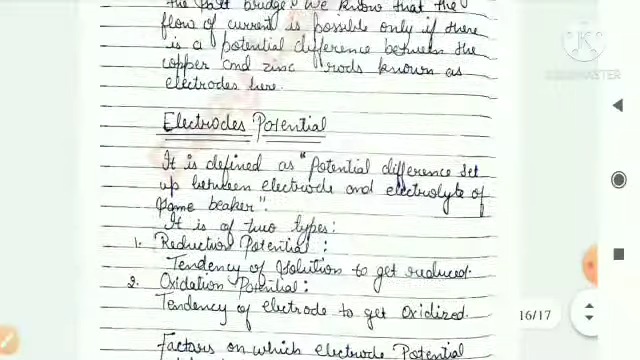 the salt bridge. We know that the
flow of current is possible only if there
is a potential difference between the
copper and zinc rods known as
electrodes here.
Electrodes Potential
It is defined as "Potential difference set
up between electrode and electrolyte of
same beaker".
It is of two types:
1. Reduction Potential:
Tendency of solution to get reduced.
2. Oxidation Potential:
Tendency of electrode to get oxidized.
Factors on which electrode Potential
16/17
KINEMASTER